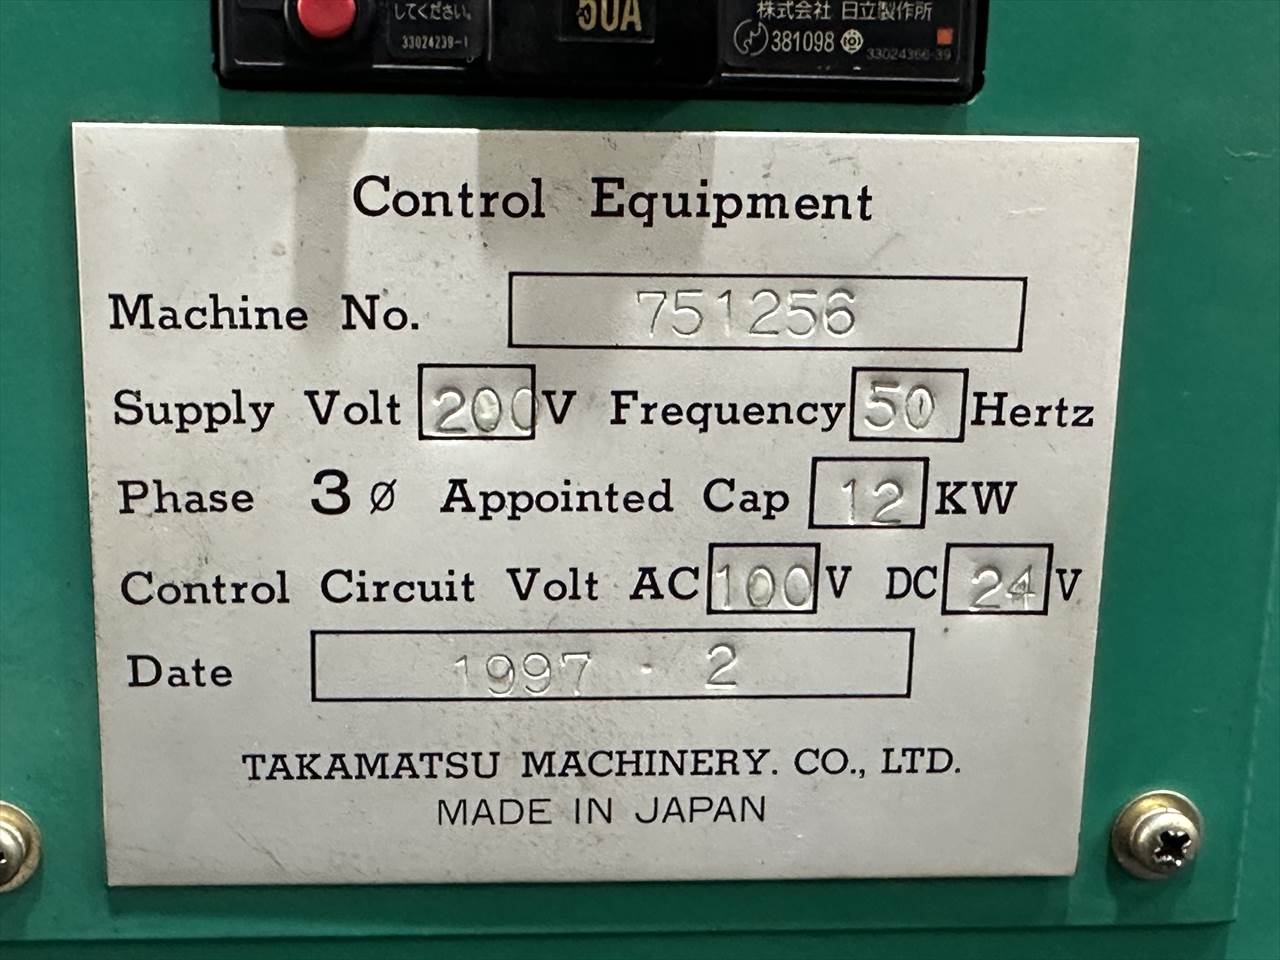 してください。
33024239-1
50A
株式会社 日立製作所
381098
33024366-39
Control Equipment
Machine No. 751256
Supply Volt 200 V Frequency 50 Hertz
Phase 3 ø Appointed Cap 12 KW
Control Circuit Volt AC 100 V DC 24 V
Date 1997 · 2
TAKAMATSU MACHINERY. CO., LTD.
MADE IN JAPAN